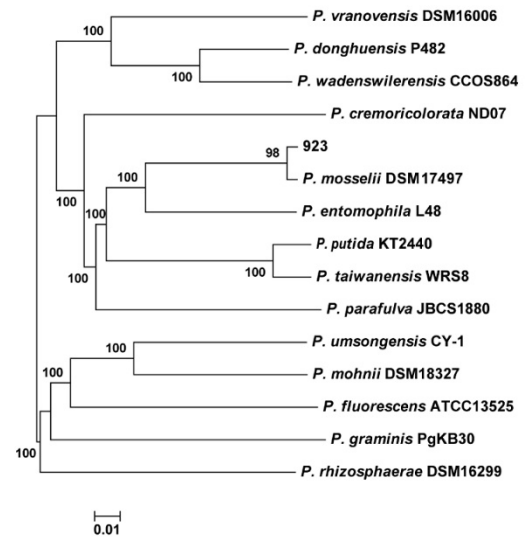 P. vranovensis DSM16006
100
P. donghuensis P482
100
P. wadenswilerensis CCOS864
P. cremoricolorata ND07
923
98
100
P. mosselii DSM17497
100
100
P. entomophila L48
P. putida KT2440
100
P. taiwanensis WRS8
100
P. parafulva JBCS1880
P. umsongensis CY-1
100
P. mohnii DSM18327
100
P. fluorescens ATCC13525
P. graminis PgKB30
100
P. rhizosphaerae DSM16299
0.01